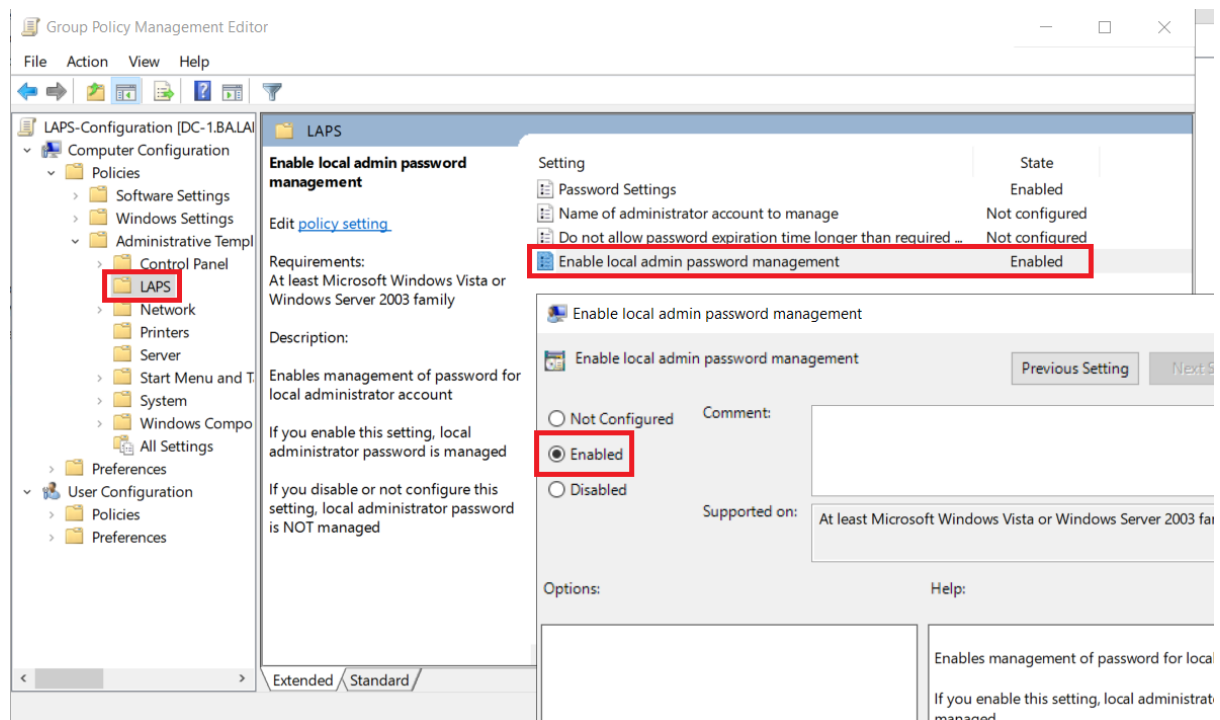 Group Policy Management Editor
File Action View Help
LAPS-Configuration [DC-1.BA.LAI
Computer Configuration
Policies
Software Settings
Windows Settings
Administrative Templ
Control Panel
LAPS
Network
Printers
Server
Start Menu and T
System
Windows Compo
All Settings
Preferences
User Configuration
Policies
Preferences
LAPS
Enable local admin password
management
Edit policy setting
Requirements:
At least Microsoft Windows Vista or
Windows Server 2003 family
Description:
Enables management of password for
local administrator account
If you enable this setting, local
administrator password is managed
If you disable or not configure this
setting, local administrator password
is NOT managed
Setting State
Password Settings Enabled
Name of administrator account to manage Not configured
Do not allow password expiration time longer than required ... Not configured
Enable local admin password management Enabled
Extended Standard
Enable local admin password management
Enable local admin password management
Previous Setting Next S
Not Configured
Enabled
Disabled
Comment:
Supported on: At least Microsoft Windows Vista or Windows Server 2003 far
Options: Help:
Enables management of password for local
If you enable this setting, local administrat
managed